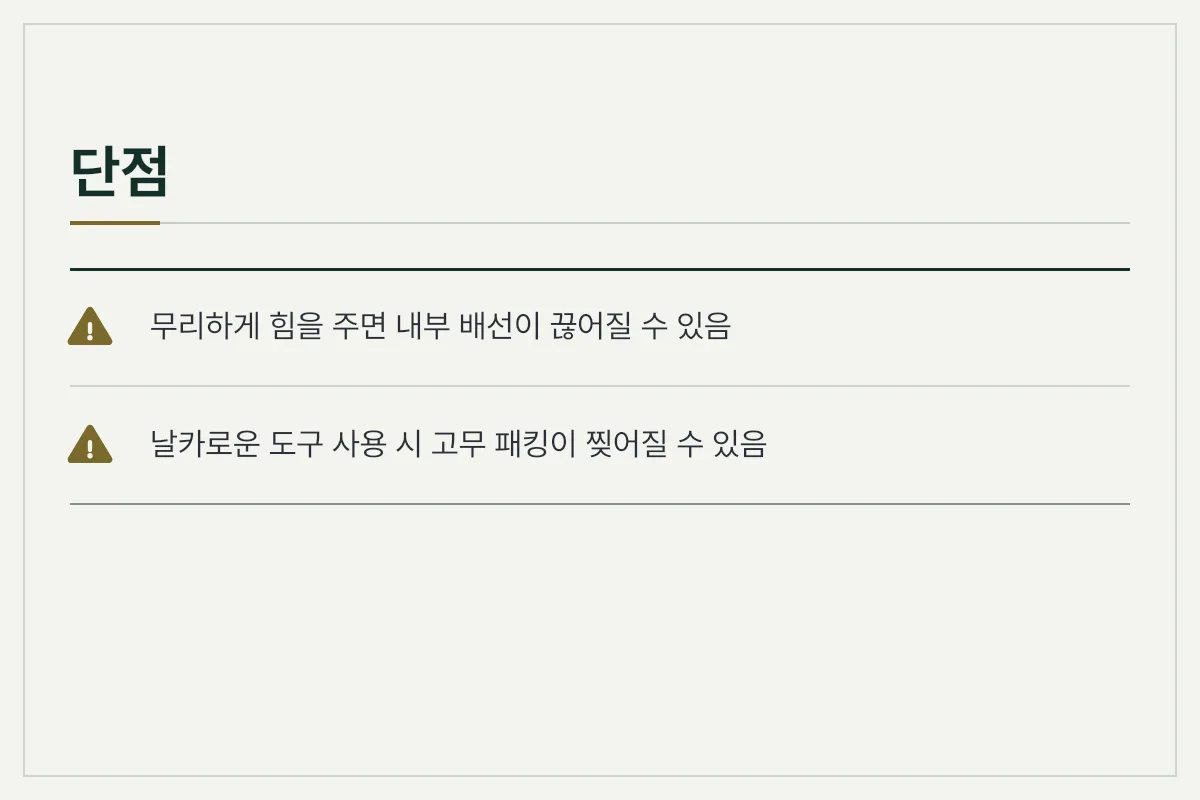 단점
무리하게 힘을 주면 내부 배선이 끊어질 수 있음
날카로운 도구 사용 시 고무 패킹이 찢어질 수 있음